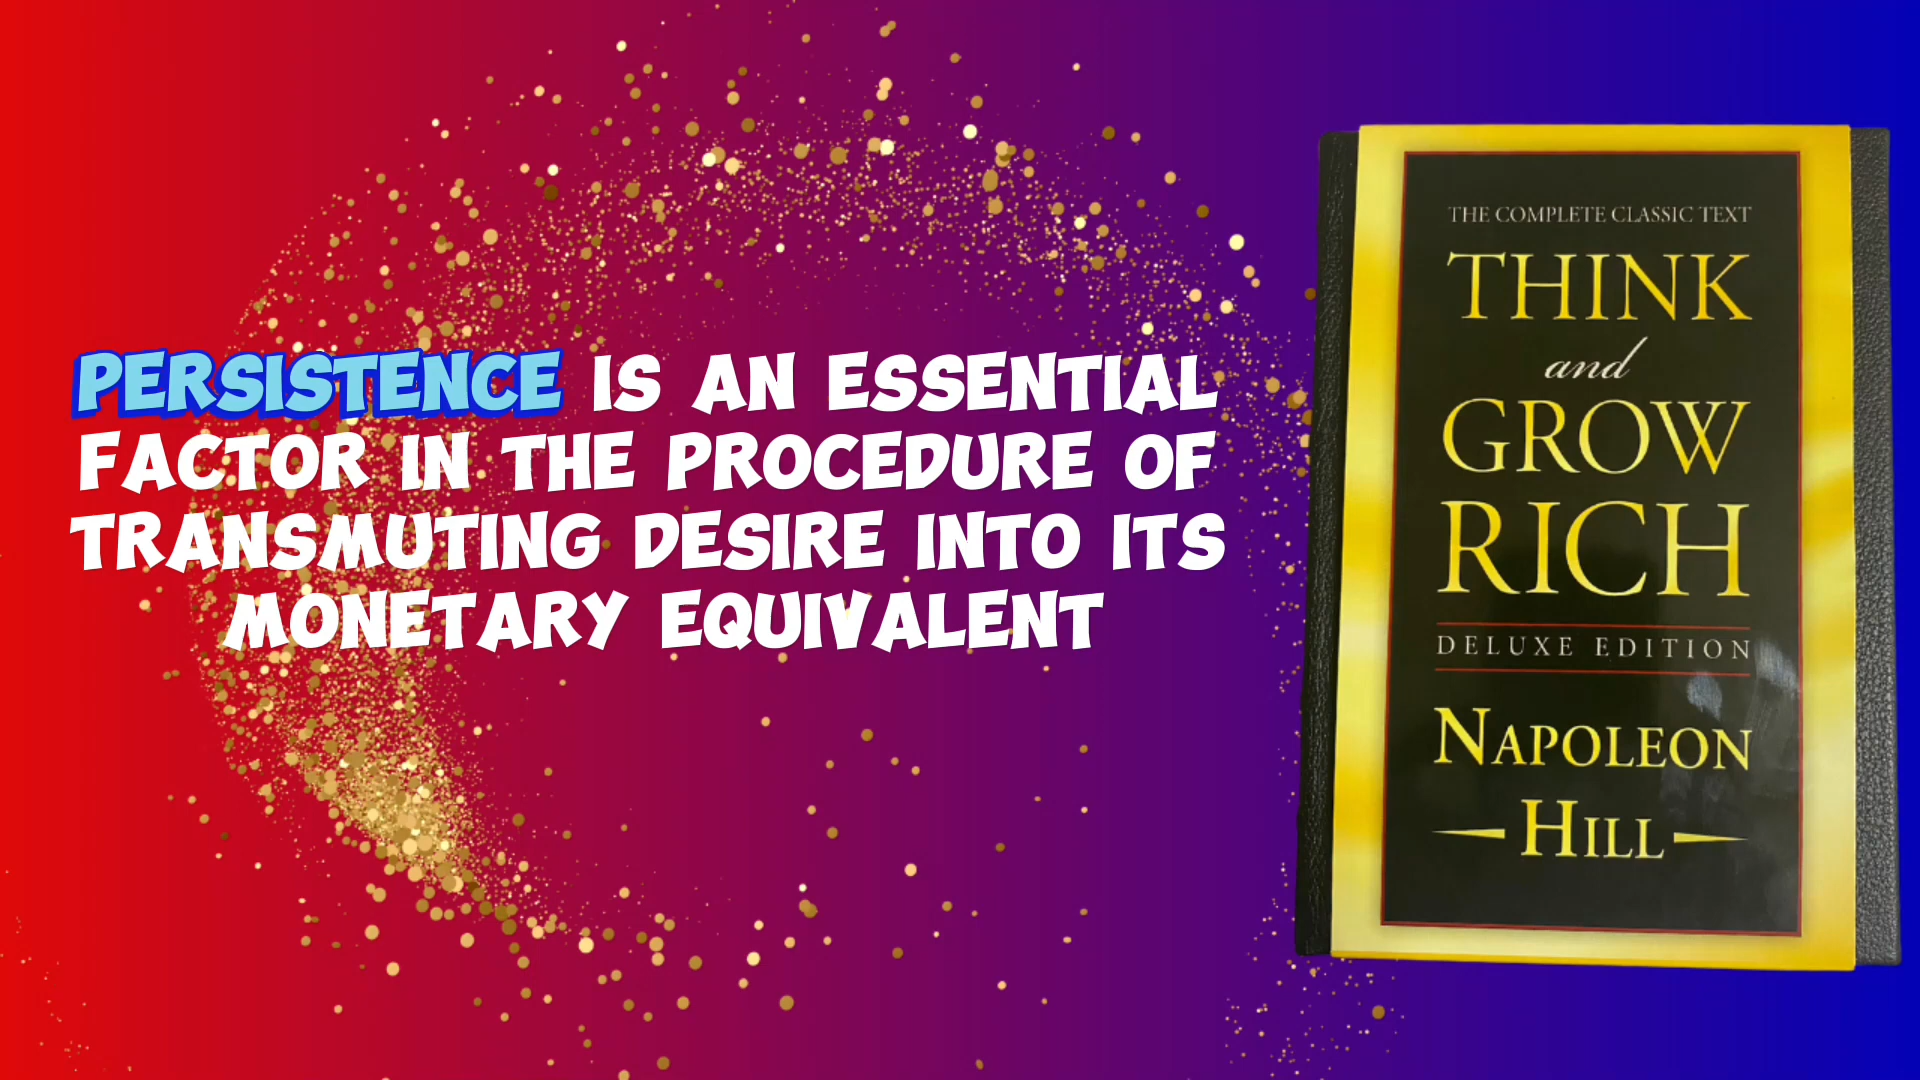 PERSISTENCE IS AN ESSENTIAL
FACTOR IN THE PROCEDURE OF
TRANSMUTING DESIRE INTO ITS
MONETARY EQUIVALENT
THE COMPLETE CLASSIC TEXT
THINK
and
GROW
RICH
DELUXE EDITION
NAPOLEON
HILL